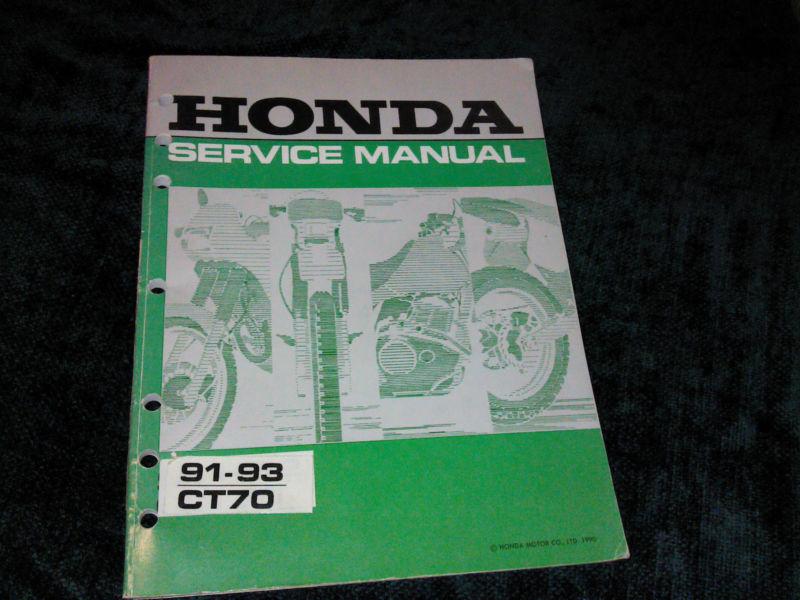 HONDA
SERVICE MANUAL
91-93
CT70
© HONDA MOTOR CO., LTD. 1990